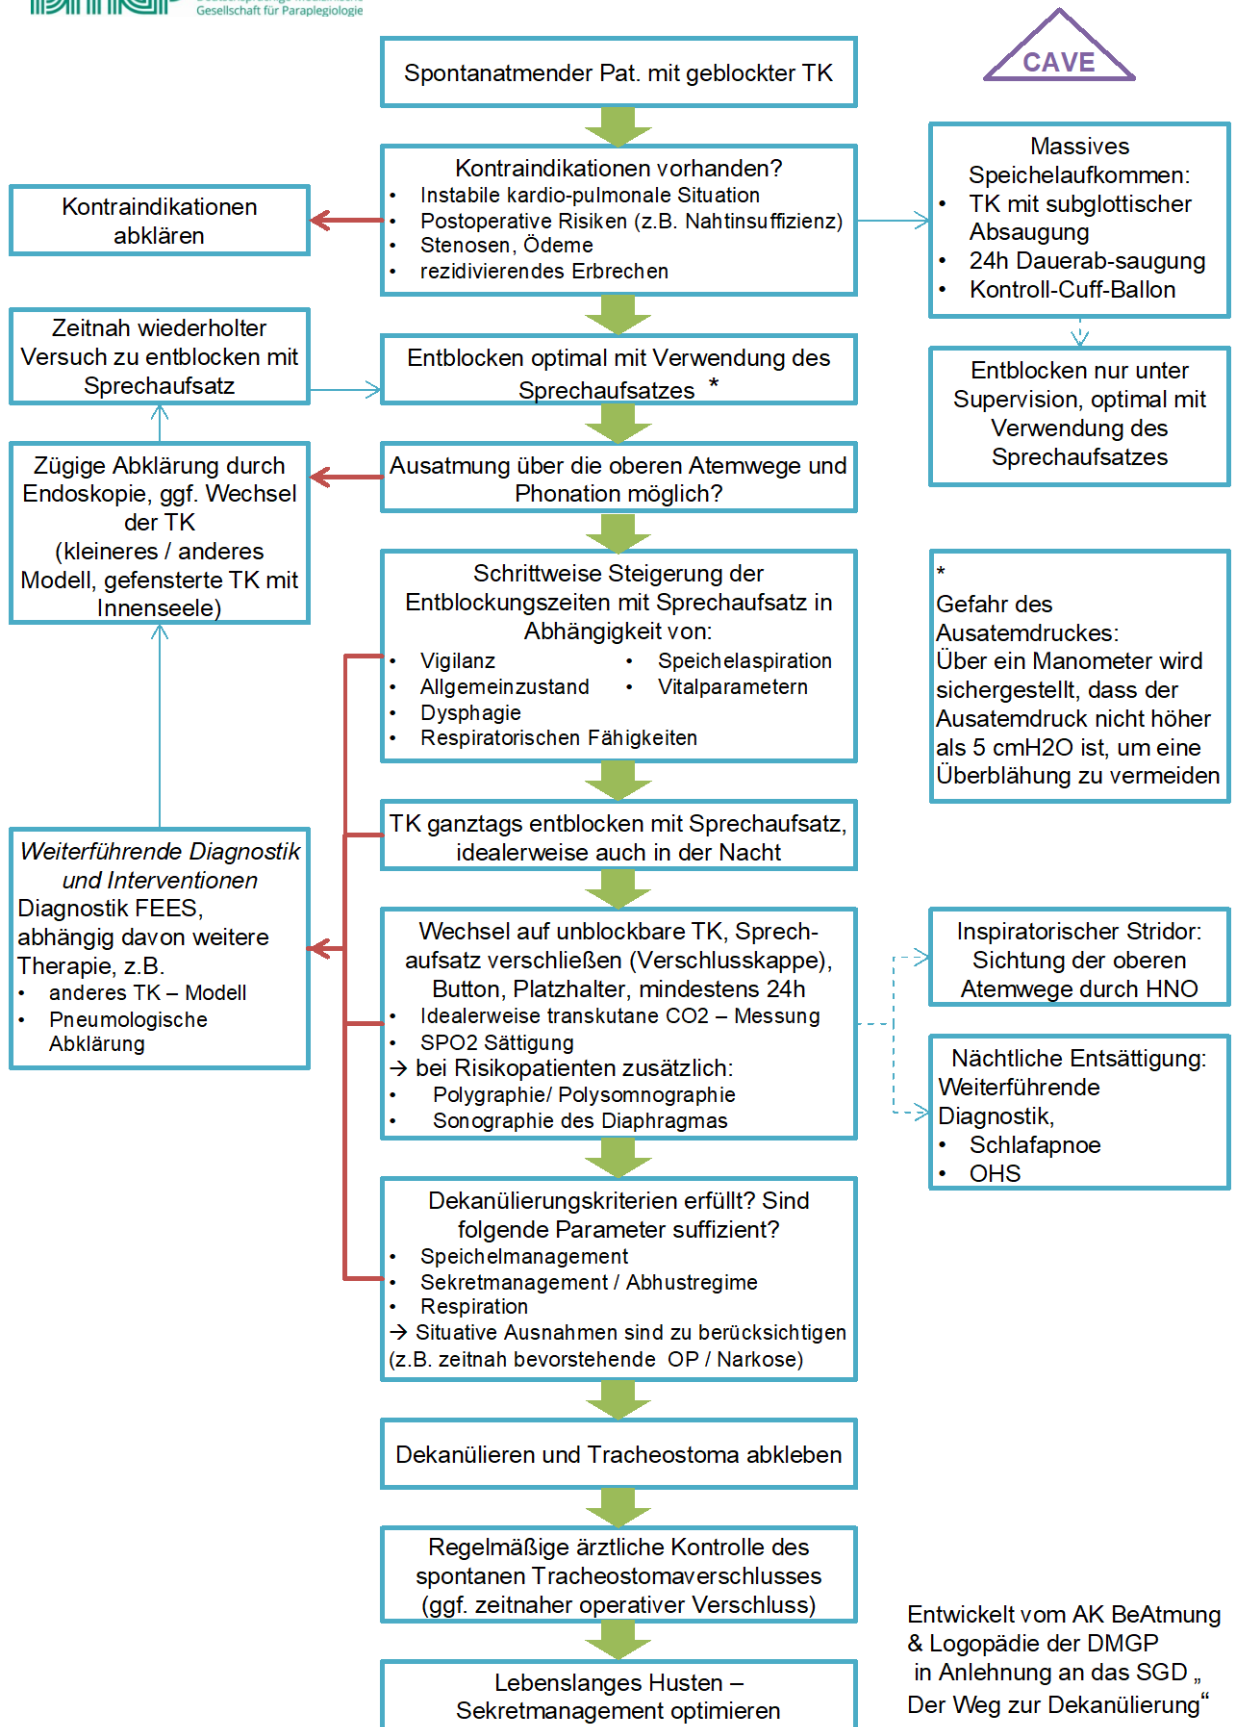 Gesellschaft für Paraplegiologie
CAVE
Spontanatmender Pat. mit geblockter TK
Kontraindikationen vorhanden?
• Instabile kardio-pulmonale Situation
• Postoperative Risiken (z.B. Nahtinsuffizienz)
• Stenosen, Ödeme
• rezidivierendes Erbrechen
Kontraindikationen
abklären
Massives
Speichelaufkommen:
• TK mit subglottischer
Absaugung
• 24h Dauerab-saugung
• Kontroll-Cuff-Ballon
Zeitnah wiederholter
Versuch zu entblocken mit
Sprechaufsatz
Entblocken optimal mit Verwendung des
Sprechaufsatzes *
Entblocken nur unter
Supervision, optimal mit
Verwendung des
Sprechaufsatzes
Zügige Abklärung durch
Endoskopie, ggf. Wechsel
der TK
(kleineres / anderes
Modell, gefensterte TK mit
Innenseele)
Ausatmung über die oberen Atemwege und
Phonation möglich?
Schrittweise Steigerung der
Entblockungszeiten mit Sprechaufsatz in
Abhängigkeit von:
• Vigilanz
• Allgemeinzustand
• Dysphagie
• Respiratorischen Fähigkeiten
• Speichelaspiration
• Vitalparametern
*
Gefahr des
Ausatemdruckes:
Über ein Manometer wird
sichergestellt, dass der
Ausatemdruck nicht höher
als 5 cmH2O ist, um eine
Überblähung zu vermeiden
TK ganztags entblocken mit Sprechaufsatz,
idealerweise auch in der Nacht
Weiterführende Diagnostik
und Interventionen
Diagnostik FEES,
abhängig davon weitere
Therapie, z.B.
• anderes TK – Modell
• Pneumologische
Abklärung
Wechsel auf unblockbare TK, Sprech-
aufsatz verschließen (Verschlusskappe),
Button, Platzhalter, mindestens 24h
• Idealerweise transkutane CO2 – Messung
• SPO2 Sättigung
→ bei Risikopatienten zusätzlich:
• Polygraphie/ Polysomnographie
• Sonographie des Diaphragmas
Inspiratorischer Stridor:
Sichtung der oberen
Atemwege durch HNO
Nächtliche Entsättigung:
Weiterführende
Diagnostik,
• Schlafapnoe
• OHS
Dekanülierungskriterien erfüllt? Sind
folgende Parameter suffizient?
• Speichelmanagement
• Sekretmanagement / Abhustregime
• Respiration
→ Situative Ausnahmen sind zu berücksichtigen
(z.B. zeitnah bevorstehende OP / Narkose)
Dekanülieren und Tracheostoma abkleben
Regelmäßige ärztliche Kontrolle des
spontanen Tracheostomaverschlusses
(ggf. zeitnaher operativer Verschluss)
Lebenslanges Husten –
Sekretmanagement optimieren
Entwickelt vom AK BeAtmung
& Logopädie der DMGP
in Anlehnung an das SGD „
Der Weg zur Dekanülierung“